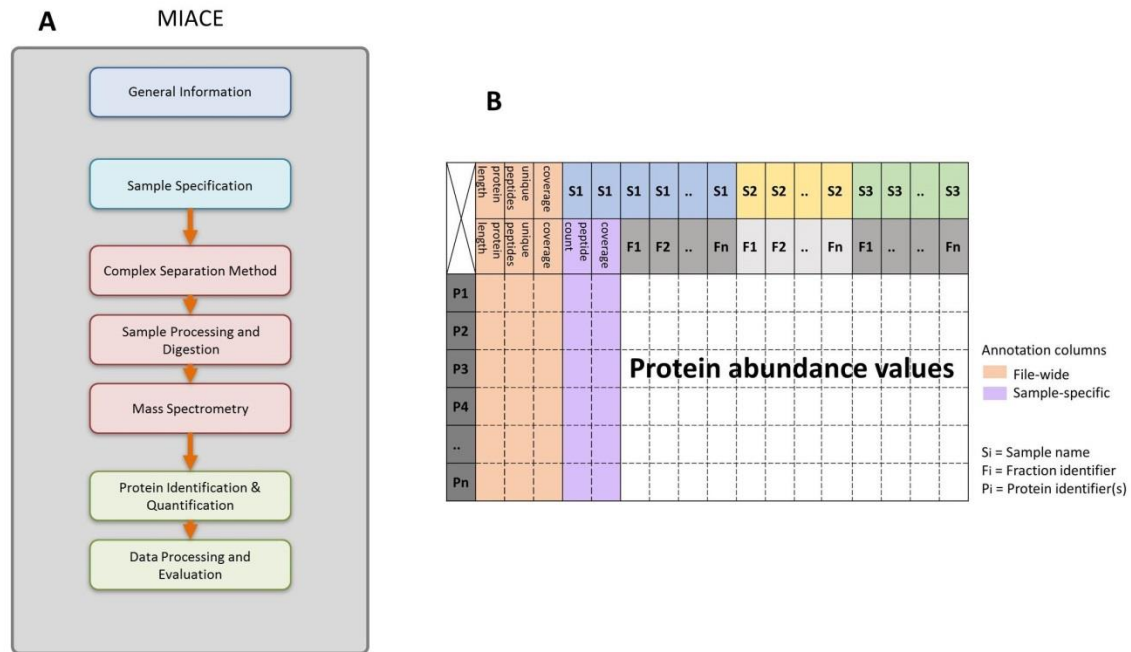 A
MIACE
General Information
Sample Specification
Complex Separation Method
Sample Processing and
Digestion
Mass Spectrometry
Protein Identification &
Quantification
Data Processing and
Evaluation
B
protein
length
unique
peptides
coverage
S1 S1 S1 S1 .. S1 S2 S2 .. S2 S3 S3 .. S3
protein
length
unique
peptides
coverage
peptide
count
coverage
F1 F2 .. Fn F1 F2 .. Fn F1 .. .. Fn
P1
P2
P3
P4
..
Pn
Protein abundance values
Annotation columns
File-wide
Sample-specific
Si = Sample name
Fi = Fraction identifier
Pi = Protein identifier(s)